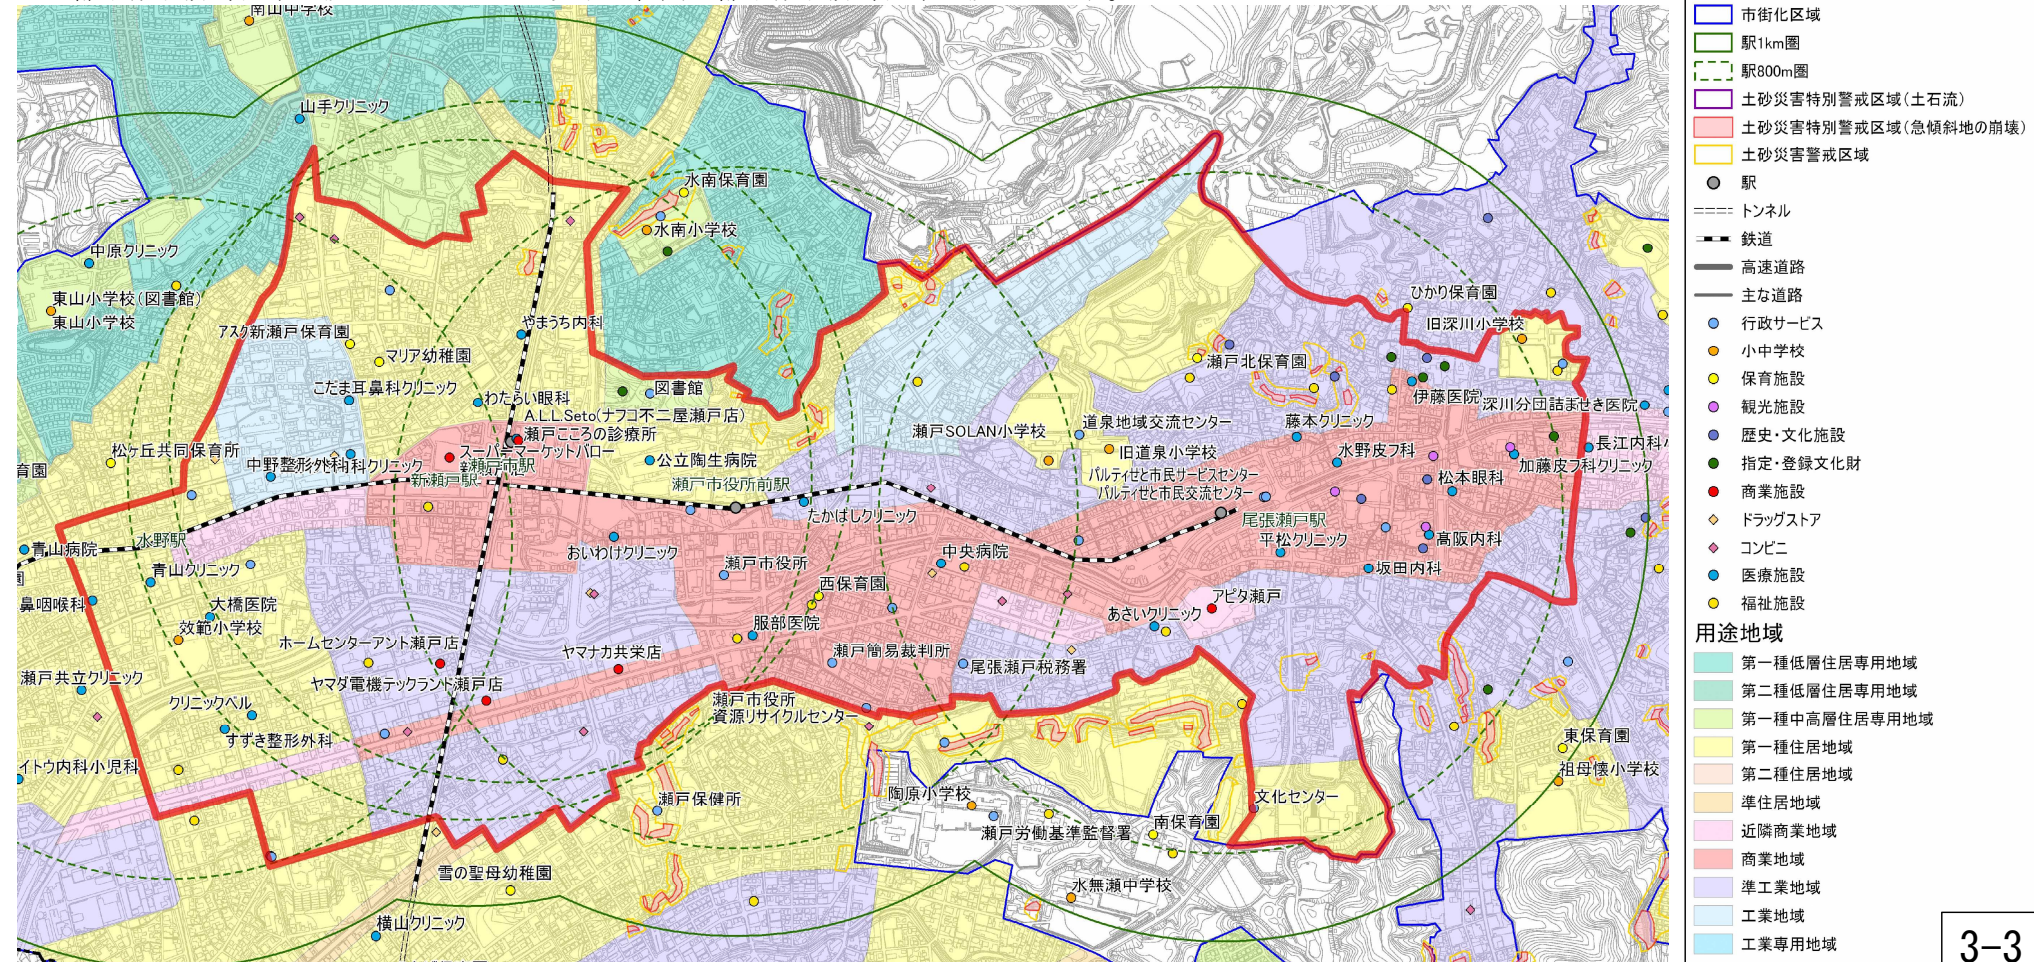 南山中学校
山手クリニック
水南保育園
水南小学校
中原クリニック
東山小学校(図書館)
東山小学校
アスク新瀬戸保育園
マリア幼稚園
やまうち内科
こだま耳鼻科クリニック
わたらい眼科
図書館
A.L.L.Seto(ナフコ不二屋瀬戸店)
瀬戸こころの診療所
スーパーマーケットバロー
瀬戸市駅
新瀬戸駅
松ケ丘共同保育所
育園
中野整形外科
科クリニック
公立陶生病院
瀬戸市役所前駅
たかはしクリニック
ひかり保育園
旧深川小学校
瀬戸北保育園
伊藤医院
深川分団詰
ませき医院
藤本クリニック
道泉地域交流センター
瀬戸SOLAN小学校
旧道泉小学校
水野皮フ科
長江内科
加藤皮フ科クリニック
パルティせと市民サービスセンター
パルティせと市民交流センター
松本眼科
尾張瀬戸駅
平松クリニック
高阪内科
坂田内科
水野駅
青山病院
園
青山クリニック
鼻咽喉科
大橋医院
効範小学校
おいわけクリニック
瀬戸市役所
中央病院
西保育園
服部医院
アピタ瀬戸
あさいクリニック
ホームセンターアント瀬戸店
ヤマナカ共栄店
瀬戸簡易裁判所
尾張瀬戸税務署
瀬戸共立クリニック
ヤマダ電機テックランド瀬戸店
クリニックベル
すずき整形外科
瀬戸市役所
資源リサイクルセンター
イトウ内科小児科
瀬戸保健所
陶原小学校
瀬戸労働基準監督署
南保育園
文化センター
東保育園
祖母懐小学校
雪の聖母幼稚園
水無瀬中学校
横山クリニック
市街化区域
駅1km圏
駅800m圏
土砂災害特別警戒区域(土石流)
土砂災害特別警戒区域(急傾斜地の崩壊)
土砂災害警戒区域
駅
トンネル
鉄道
高速道路
主な道路
行政サービス
小中学校
保育施設
観光施設
歴史・文化施設
指定・登録文化財
商業施設
ドラッグストア
コンビニ
医療施設
福祉施設
用途地域
第一種低層住居専用地域
第二種低層住居専用地域
第一種中高層住居専用地域
第一種住居地域
第二種住居地域
準住居地域
近隣商業地域
商業地域
準工業地域
工業地域
工業専用地域
3-3